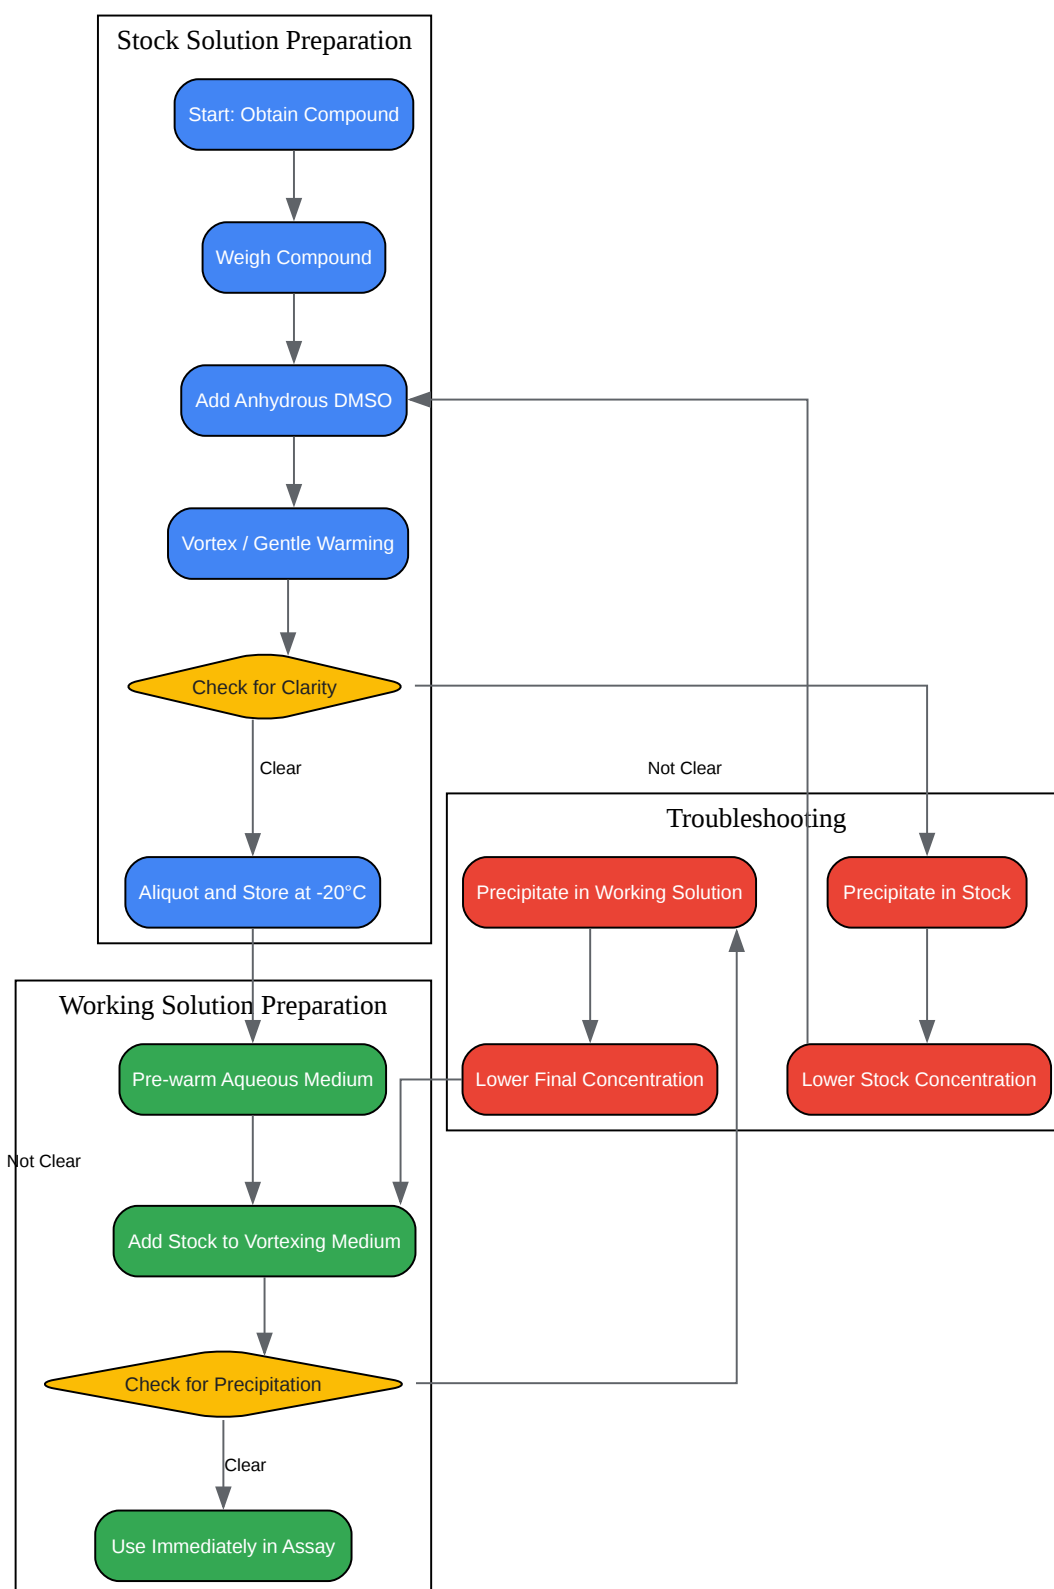 Stock Solution Preparation
Start: Obtain Compound
Weigh Compound
Add Anhydrous DMSO
Vortex / Gentle Warming
Check for Clarity
Clear
Not Clear
Troubleshooting
Aliquot and Store at -20°C
Precipitate in Working Solution
Precipitate in Stock
Working Solution Preparation
Pre-warm Aqueous Medium
Lower Final Concentration
Lower Stock Concentration
Not Clear
Add Stock to Vortexing Medium
Check for Precipitation
Clear
Use Immediately in Assay